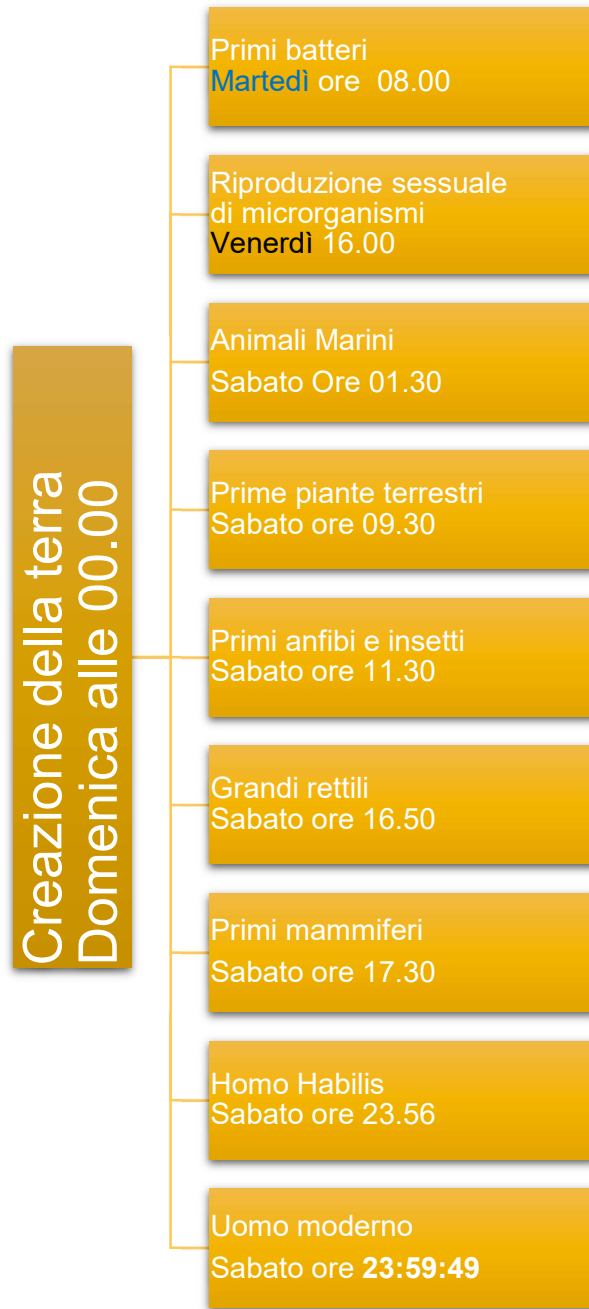 Creazione della terra
Domenica alle 00.00
Primi batteri
Martedì ore  08.00
Riproduzione sessuale
di microrganismi
Venerdì 16.00
Animali Marini
Sabato Ore 01.30
Prime piante terrestri
Sabato ore 09.30
Primi anfibi e insetti
Sabato ore 11.30
Grandi rettili
Sabato ore 16.50
Primi mammiferi
Sabato ore 17.30
Homo Habilis
Sabato ore 23.56
Uomo moderno
Sabato ore 23:59:49